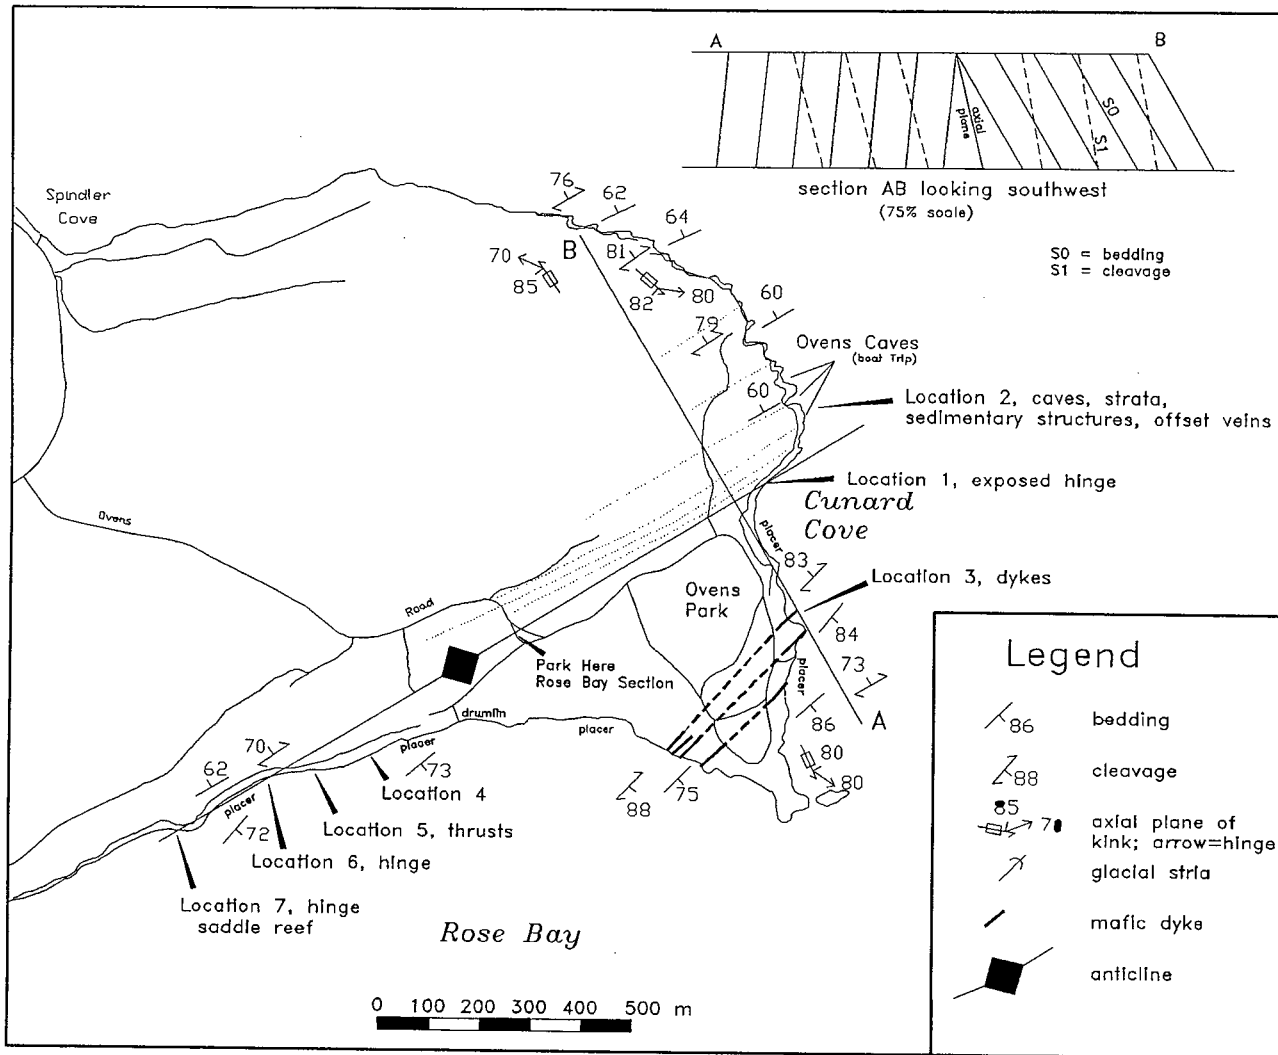 A
B
S0
S1
axial
plane
section AB looking southwest
(75% scale)
S0 = bedding
S1 = cleavage
Spindler
Cove
76
62
64
B
81
70
85
82
80
60
79
Ovens Caves
(boat Trip)
60
Location 2, caves, strata,
sedimentary structures, offset veins
Location 1, exposed hinge
Cunard
Cove
placer
Ovens
83
Location 3, dykes
Ovens
Park
Road
84
73
Park Here
Rose Bay Section
placer
A
86
drumlin
placer
placer
80
80
70
62
73
75
88
Location 4
placer
72
Location 5, thrusts
Location 6, hinge
Location 7, hinge
saddle reef
Rose Bay
0 100 200 300 400 500 m
Legend
86
bedding
88
cleavage
85
axial plane of
kink; arrow=hinge
glacial stria
mafic dyke
anticline